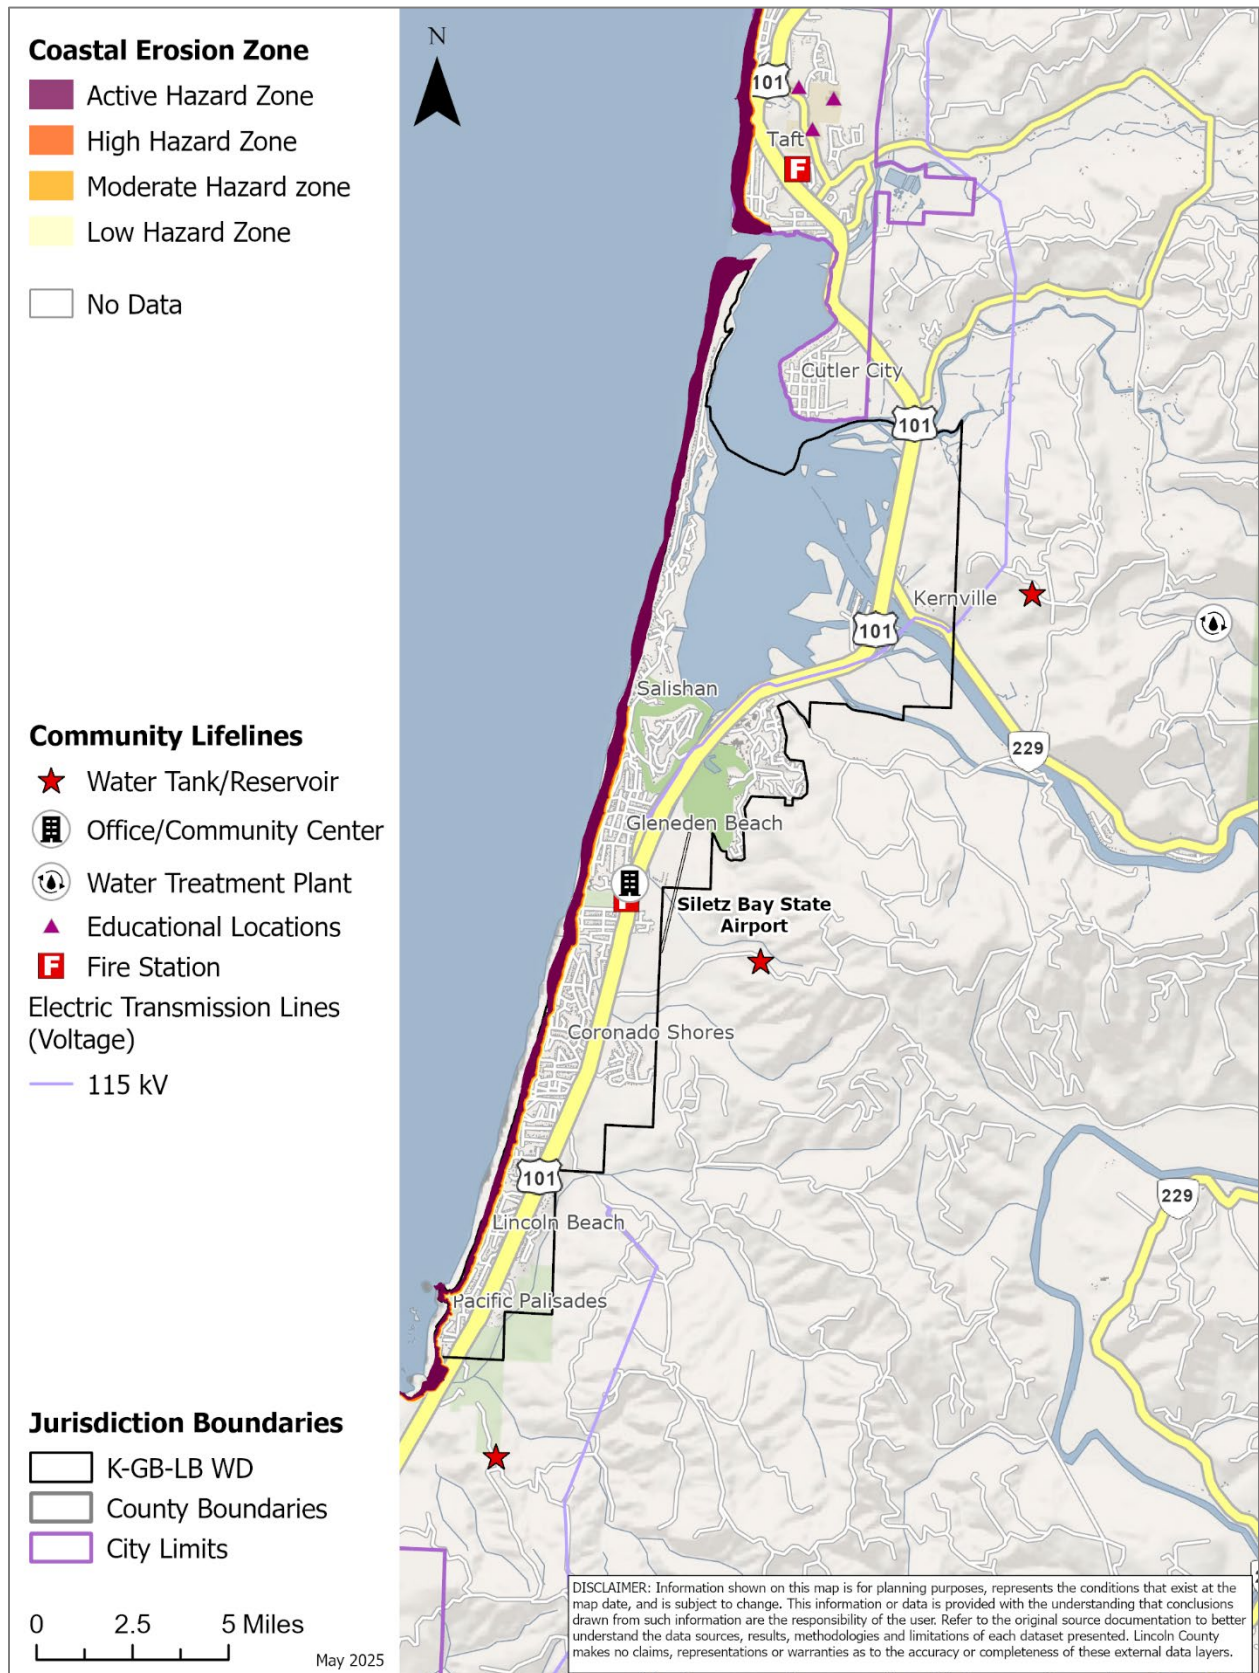 Coastal Erosion Zone
Active Hazard Zone
High Hazard Zone
Moderate Hazard zone
Low Hazard Zone
No Data
Community Lifelines
Water Tank/Reservoir
Office/Community Center
Water Treatment Plant
Educational Locations
F Fire Station
Electric Transmission Lines
(Voltage)
115 kV
Jurisdiction Boundaries
K-GB-LB WD
County Boundaries
City Limits
0 2.5 5 Miles
May 2025
N
101
Taft
F
Cutler City
101
Kernville
101
Salishan
229
Gleneden Beach
Siletz Bay State
Airport
Coronado Shores
101
229
Lincoln Beach
Pacific Palisades
DISCLAIMER: Information shown on this map is for planning purposes, represents the conditions that exist at the
map date, and is subject to change. This information or data is provided with the understanding that conclusions
drawn from such information are the responsibility of the user. Refer to the original source documentation to better
understand the data sources, results, methodologies and limitations of each dataset presented. Lincoln County
makes no claims, representations or warranties as to the accuracy or completeness of these external data layers.